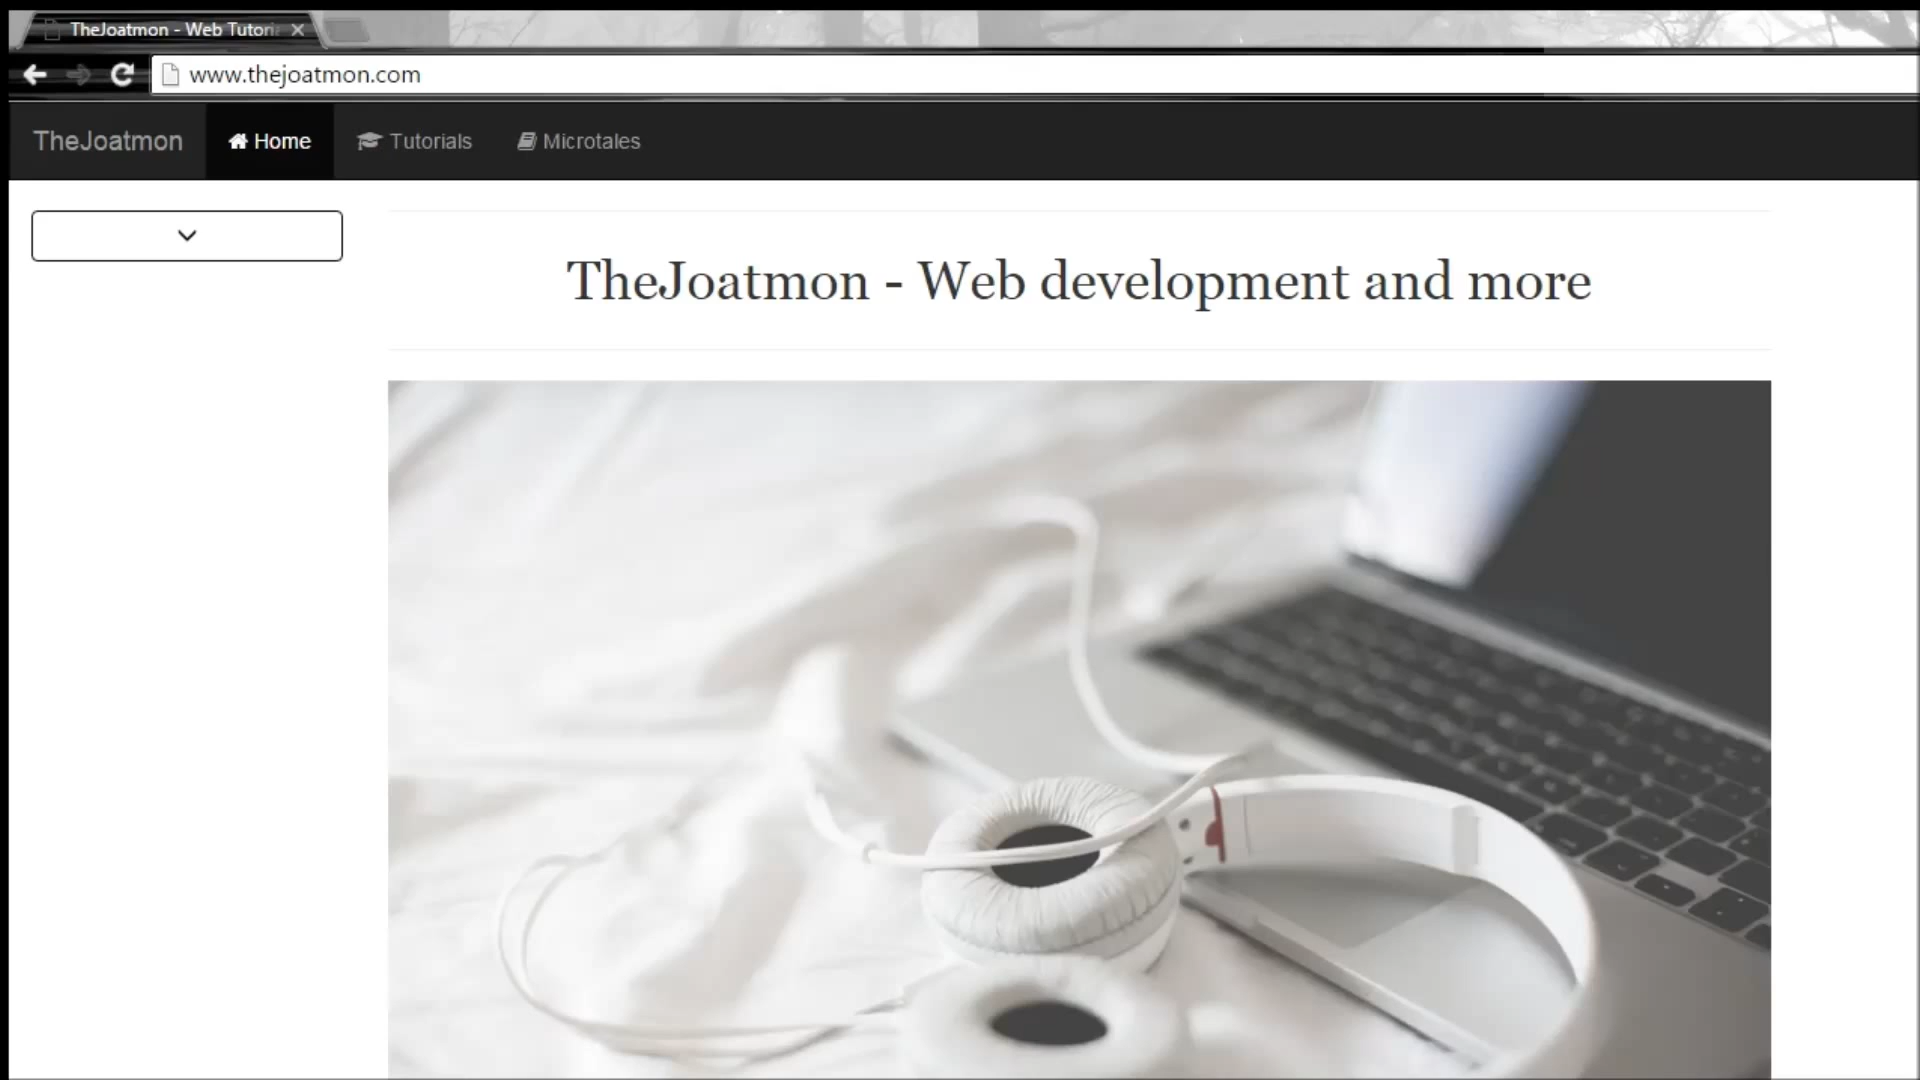 TheJoatmon - Web Tutori
www.thejoatmon.com
TheJoatmon
Home
Tutorials
Microtales
TheJoatmon - Web development and more